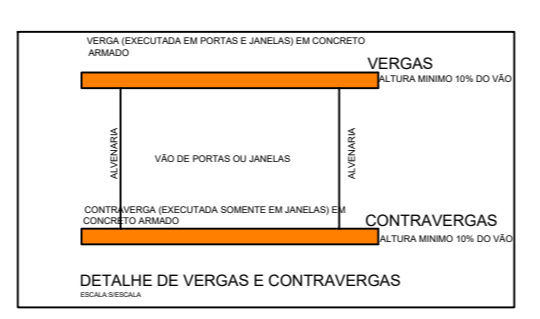 VERGA (EXECUTADA EM PORTAS E JANELAS) EM CONCRETO
ARMADO
VERGAS
ALTURA MINIMO 10% DO VÃO
ALVENARIA
VÃO DE PORTAS OU JANELAS
ALVENARIA
CONTRAVERGA (EXECUTADA SOMENTE EM JANELAS) EM
CONCRETO ARMADO
CONTRAVERGAS
ALTURA MINIMO 10% DO VÃO
DETALHE DE VERGAS E CONTRAVERGAS
ESCALA:S/ESCALA